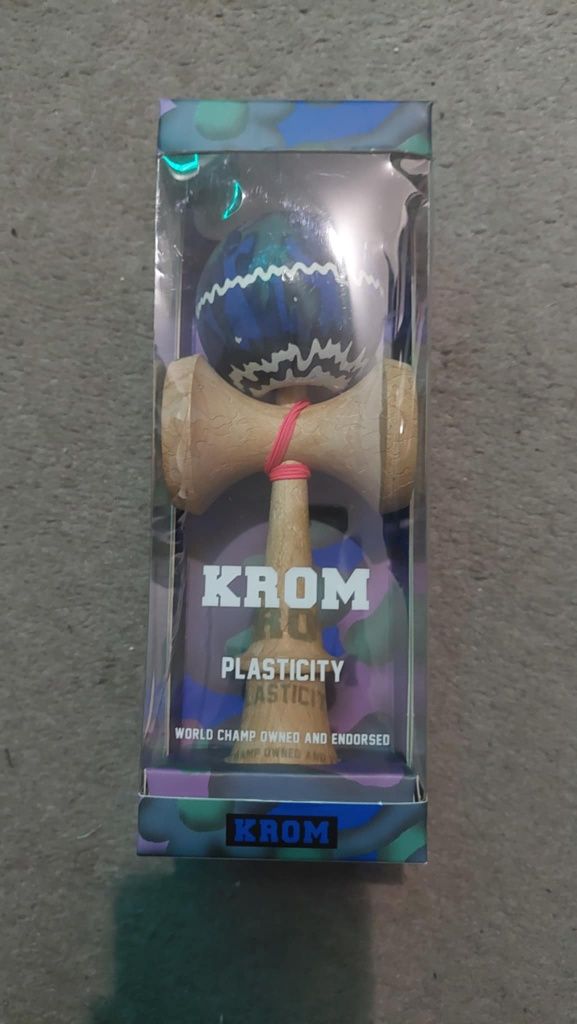 KROM
PLASTICITY
WORLD CHAMP OWNED AND ENDORSED
KROM